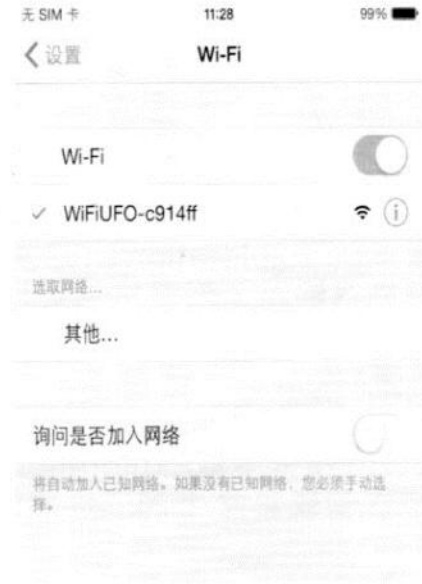 无 SIM 卡 11:28 99%
设置 Wi-Fi
Wi-Fi
WiFiUFO-c914ff
选取网络...
其他...
询问是否加入网络
将自动加入已知网络。如果没有已知网络，您必须手动选
择。